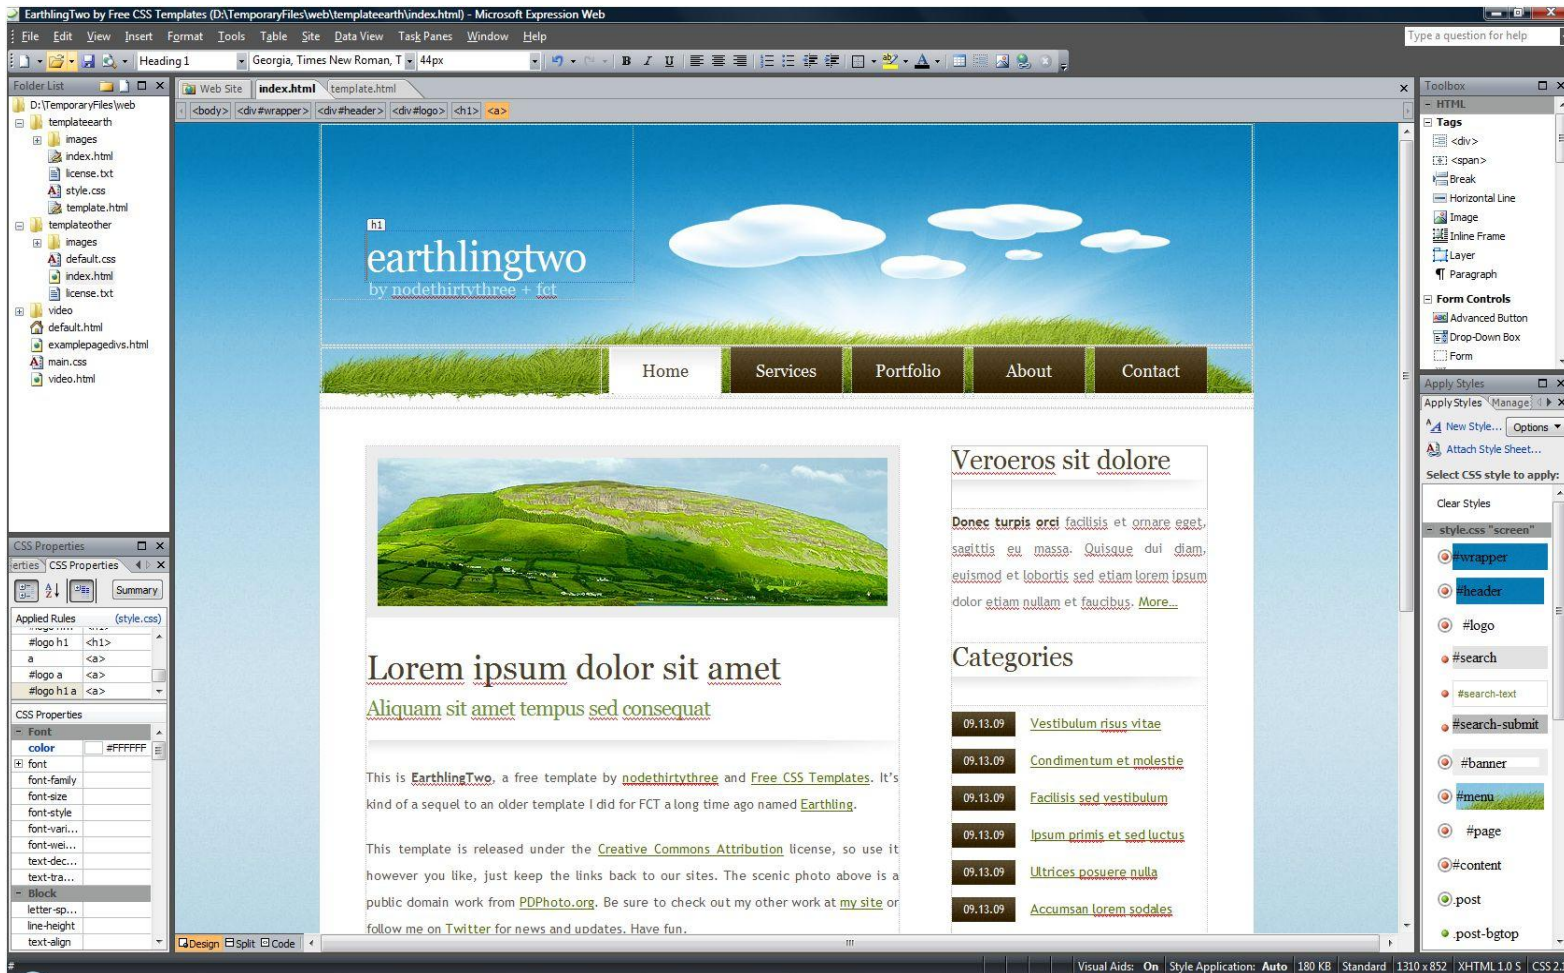 EarthlingTwo by Free CSS Templates (D:\TemporaryFiles\web\templateearth\index.html) - Microsoft Expression Web
File Edit View Insert Format Tools Table Site Data View Task Panes Window Help
Type a question for help
Heading 1 Georgia, Times New Roman, T 44px B I U A
Folder List
D:\TemporaryFiles\web
templateearth
images
index.html
license.txt
style.css
template.html
templateother
images
default.css
index.html
license.txt
video
default.html
examplepagedivs.html
main.css
video.html
CSS Properties
erties CSS Properties
Summary
Applied Rules (style.css)
#logo h1 <h1>
a <a>
#logo a <a>
#logo h1 a <a>
CSS Properties
Font
color #FFFFFF
font
font-family
font-size
font-style
font-vari...
font-wei...
text-dec...
text-tra...
Block
letter-sp...
line-height
text-align
Web Site index.html template.html
<body> <div#wrapper> <div#header> <div#logo> <h1> <a>
h1
earthlingtwo
by nodethirtythree + fct
Home Services Portfolio About Contact
Lorem ipsum dolor sit amet
Aliquam sit amet tempus sed consequat
This is EarthlingTwo, a free template by nodethirtythree and Free CSS Templates. It's
kind of a sequel to an older template I did for FCT a long time ago named Earthling.
This template is released under the Creative Commons Attribution license, so use it
however you like, just keep the links back to our sites. The scenic photo above is a
public domain work from PDPhoto.org. Be sure to check out my other work at my site or
follow me on Twitter for news and updates. Have fun.
Veroeros sit dolore
Donec turpis orci facilisis et ornare eget,
sagittis eu massa. Quisque dui diam,
euismod et lobortis sed etiam lorem ipsum
dolor etiam nullam et faucibus. More...
Categories
09.13.09 Vestibulum risus vitae
09.13.09 Condimentum et molestie
09.13.09 Facilisis sed vestibulum
09.13.09 Ipsum primis et sed luctus
09.13.09 Ultrices posuere nulla
09.13.09 Accumsan lorem sodales
Design Split Code
Toolbox
HTML
Tags
<div>
<span>
Break
Horizontal Line
Image
Inline Frame
Layer
Paragraph
Form Controls
Advanced Button
Drop-Down Box
Form
Apply Styles
Apply Styles Manage
New Style... Options
Attach Style Sheet...
Select CSS style to apply:
Clear Styles
style.css "screen"
#wrapper
#header
#logo
#search
#search-text
#search-submit
#banner
#menu
#page
#content
.post
.post-bgtop
# Visual Aids: On Style Application: Auto 180 KB Standard 1310 x 852 XHTML 1.0 S CSS 2